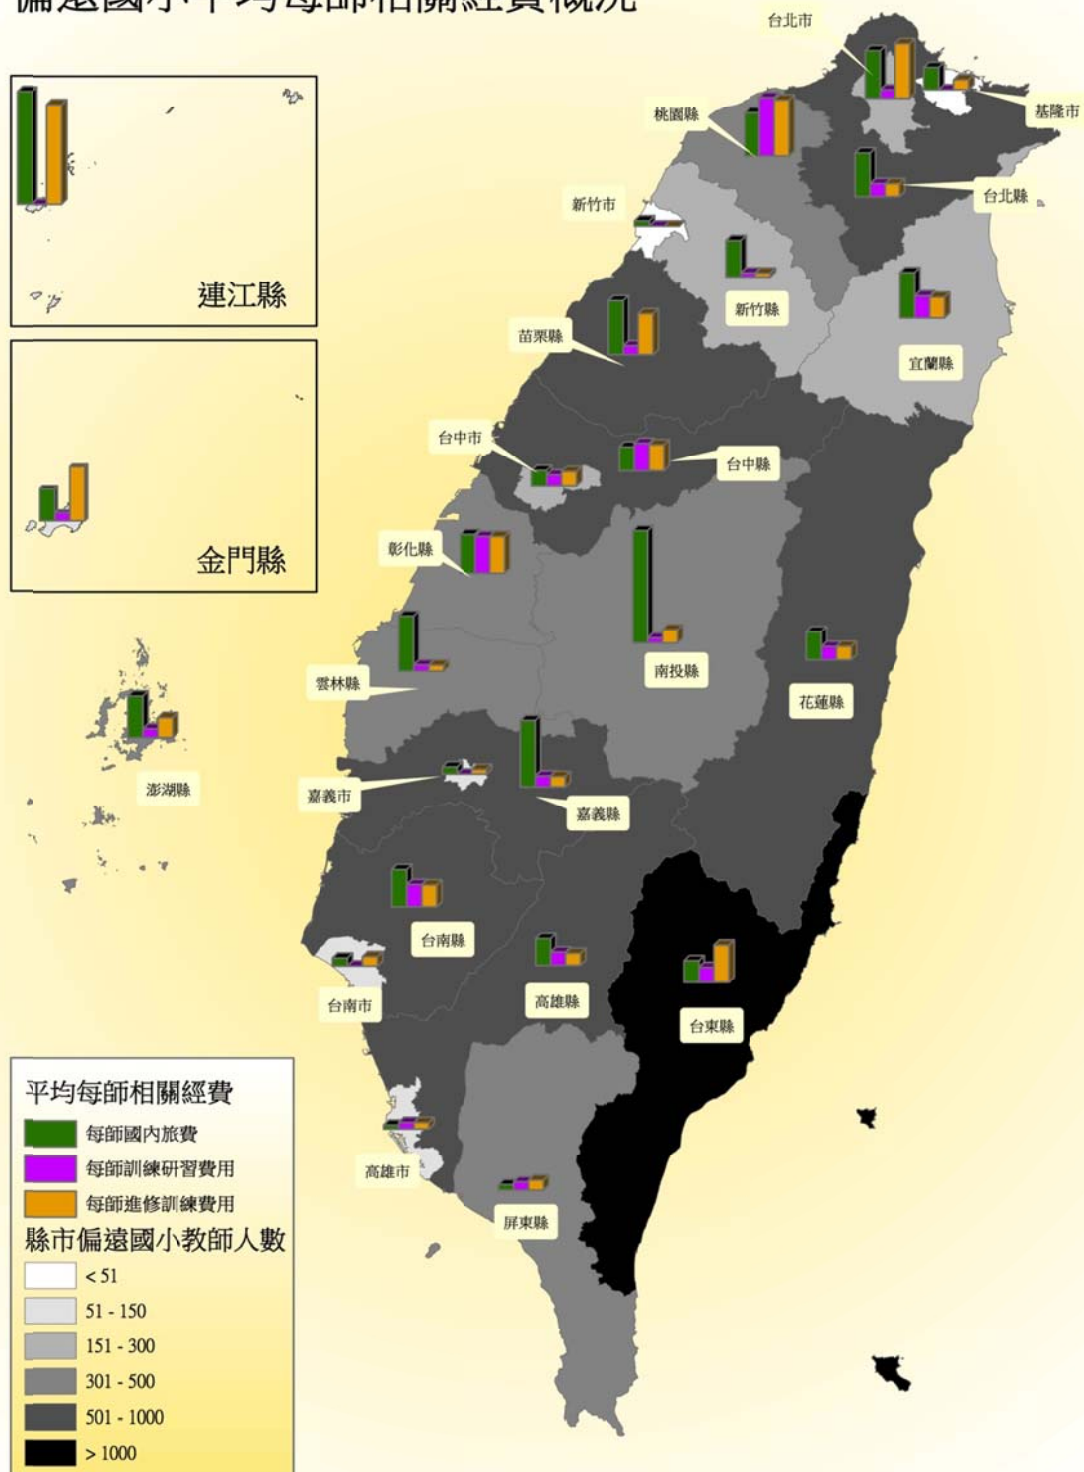 偏遠國小平均每師相關經費概況
台北市
桃園縣
基隆市
新竹市
台北縣
連江縣
新竹縣
苗栗縣
宜蘭縣
台中市
台中縣
彰化縣
金門縣
雲林縣
南投縣
花蓮縣
澎湖縣
嘉義市
嘉義縣
台南縣
台南市
高雄縣
台東縣
平均每師相關經費
每師國內旅費
每師訓練研習費用
每師進修訓練費用
高雄市
屏東縣
縣市偏遠國小教師人數
< 51
51 - 150
151 - 300
301 - 500
501 - 1000
> 1000